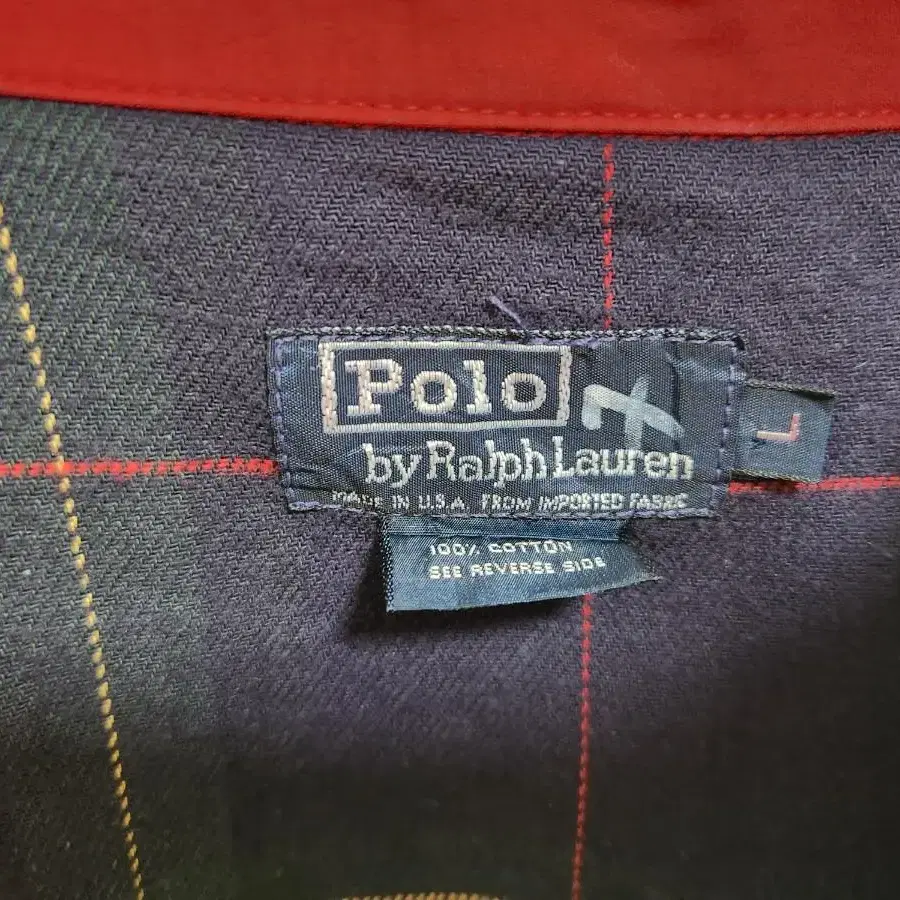 Polo
by Ralph Lauren
MADE IN U.S.A. FROM IMPORTED FABRIC
L
100% COTTON
SEE REVERSE SIDE